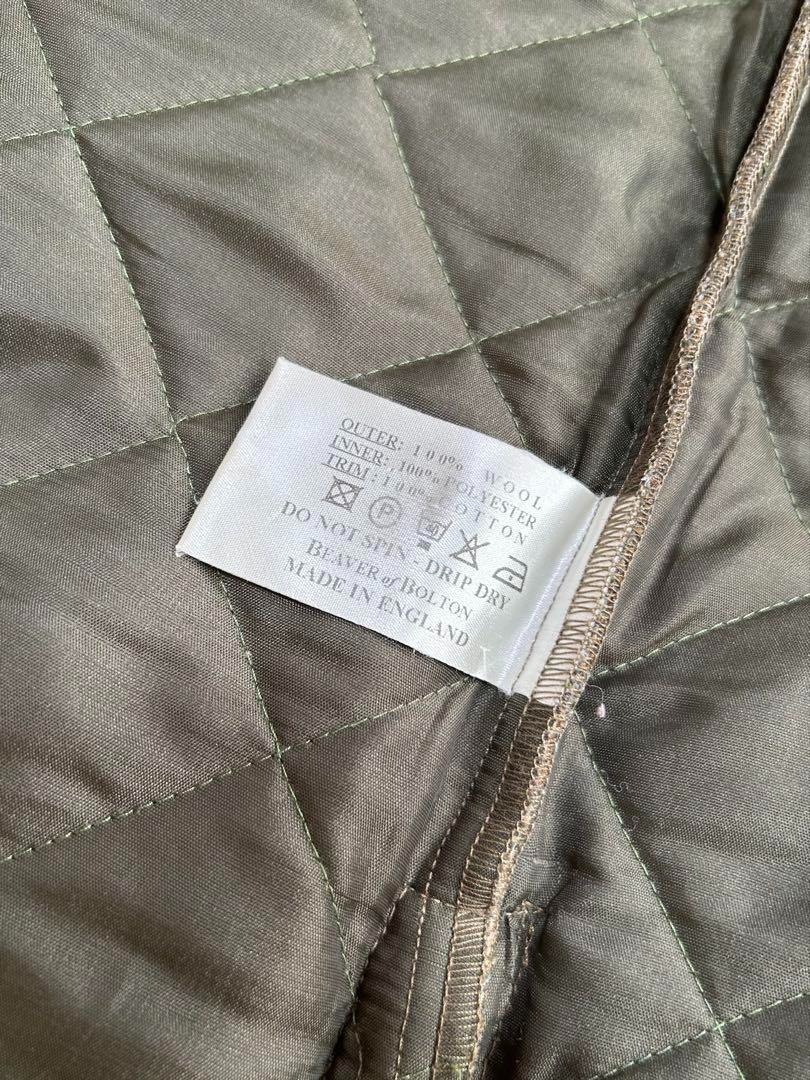 OUTER: 100% WOOL
INNER: 100% POLYESTER
TRIM: 100% COTTON
P
DO NOT SPIN - DRIP DRY
BEAVER of BOLTON
MADE IN ENGLAND